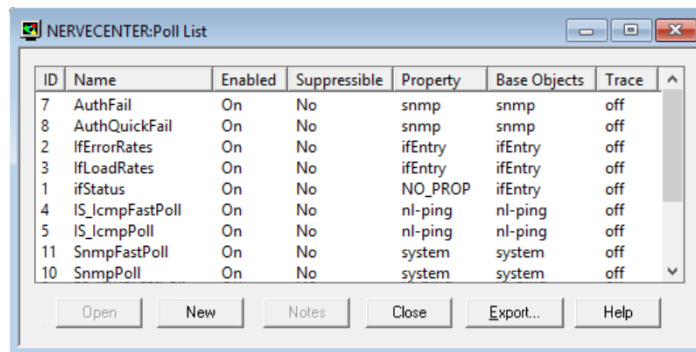 NERVECENTER:Poll List
ID Name Enabled Suppressible Property Base Objects Trace
7 AuthFail On No snmp snmp off
8 AuthQuickFail On No snmp snmp off
2 IfErrorRates On No ifEntry ifEntry off
3 IfLoadRates On No ifEntry ifEntry off
1 ifStatus On No NO_PROP ifEntry off
4 IS_IcmpFastPoll On No nl-ping nl-ping off
5 IS_IcmpPoll On No nl-ping nl-ping off
11 SnmpFastPoll On No system system off
10 SnmpPoll On No system system off
Open New Notes Close Export... Help